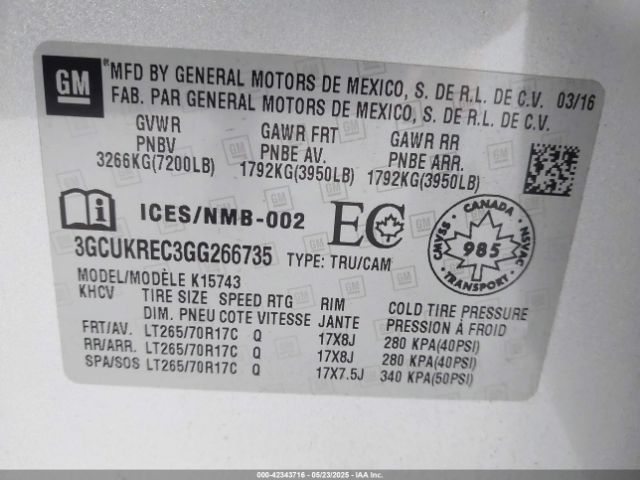 GM
® MFD BY GENERAL MOTORS DE MEXICO, S. DE R.L. DE C.V. 03/16
FAB. PAR GENERAL MOTORS DE MEXICO, S. DE R.L. DE C.V.
GVWR GAWR FRT GAWR RR
PNBV PNBE AV. PNBE ARR.
3266KG(7200LB) 1792KG(3950LB) 1792KG(3950LB)
ICES/NMB-002 EC
CANADA
CMVSS NSVAC
985
TRANSPORT
3GCUKREC3GG266735 TYPE: TRU/CAM
MODEL/MODÈLE K15743
KHCV TIRE SIZE SPEED RTG RIM COLD TIRE PRESSURE
DIM. PNEU COTE VITESSE JANTE PRESSION À FROID
FRT/AV. LT265/70R17C Q 17X8J 280 KPA(40PSI)
RR/ARR. LT265/70R17C Q 17X8J 280 KPA(40PSI)
SPA/SOS LT265/70R17C Q 17X7.5J 340 KPA(50PSI)
000-42343716 - 05/23/2025 - IAADISCLAIMER